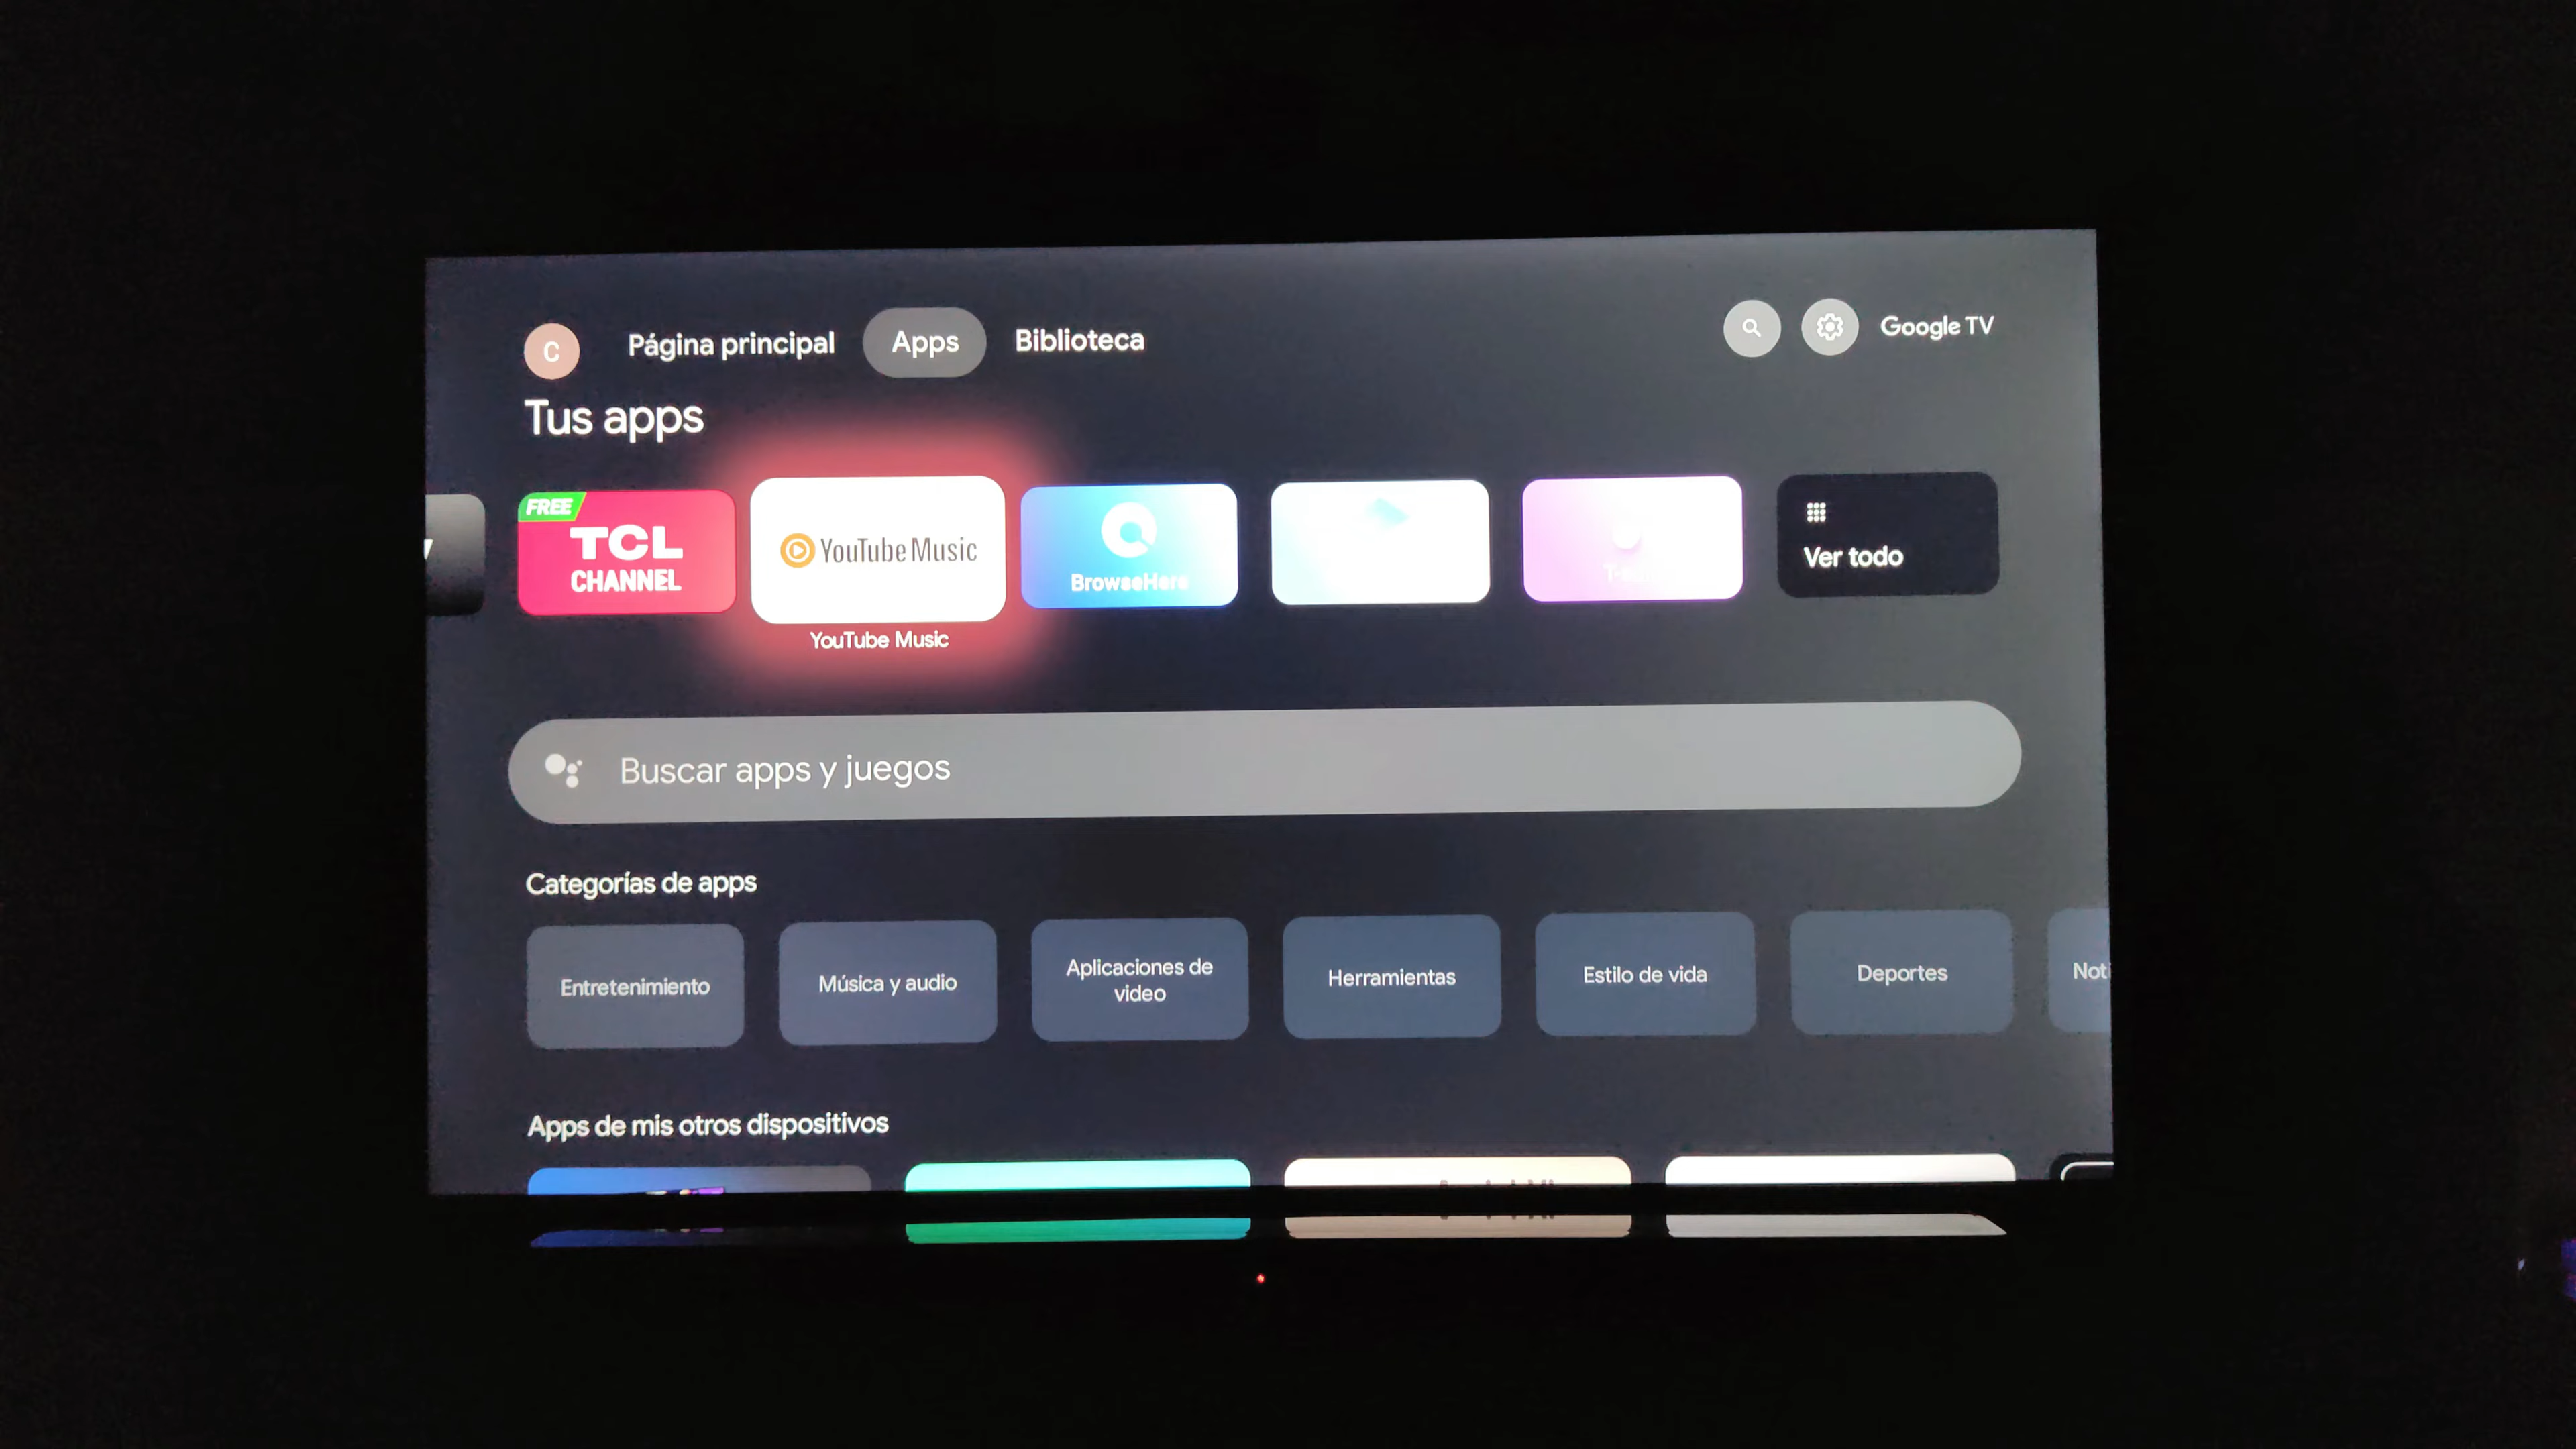 C
Página principal
Apps
Biblioteca
Google TV
Tus apps
FREE
TCL
CHANNEL
YouTube Music
BrowseHere
Ver todo
YouTube Music
Buscar apps y juegos
Categorías de apps
Entretenimiento
Música y audio
Aplicaciones de
video
Herramientas
Estilo de vida
Deportes
Apps de mis otros dispositivos